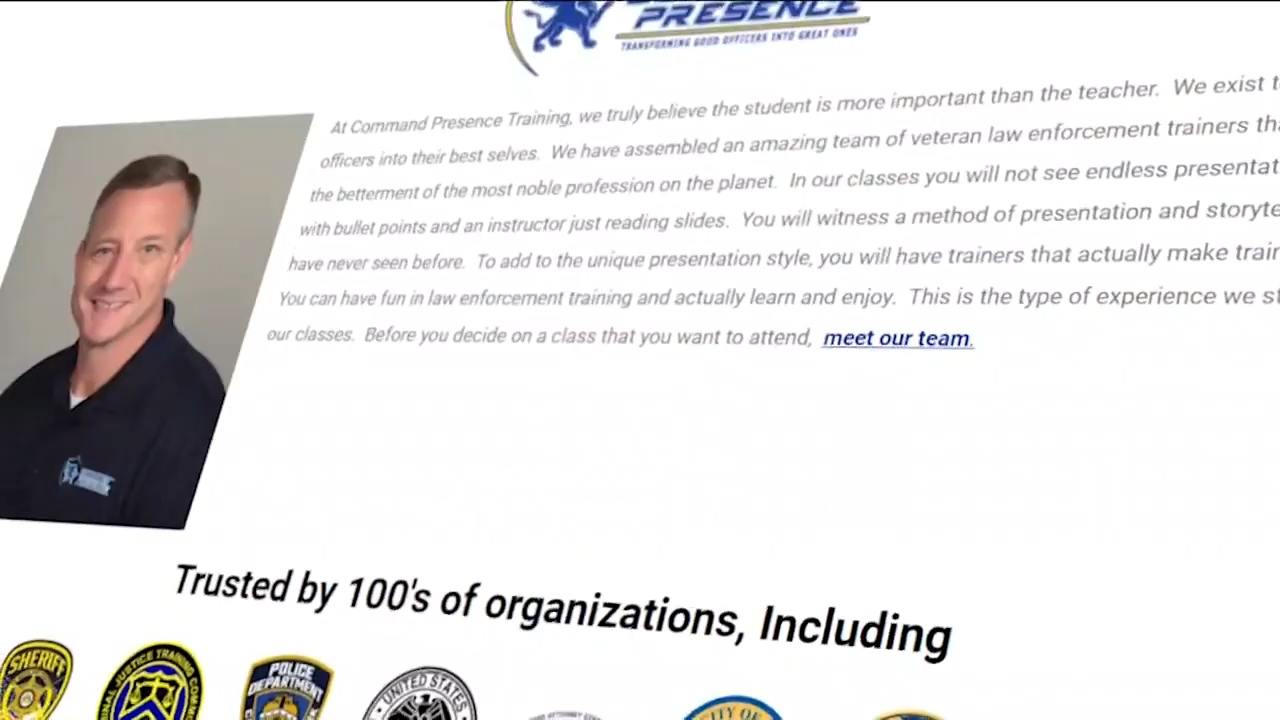 PRESENCE
TRANSFORMING GOOD OFFICERS INTO GREAT ONES
At Command Presence Training, we truly believe the student is more important than the teacher. We exist
officers into their best selves. We have assembled an amazing team of veteran law enforcement trainers
the betterment of the most noble profession on the planet. In our classes you will not see endless
with bullet points and an instructor just reading slides. You will witness a method of presentation and
have never seen before. To add to the unique presentation style, you will have trainers that actually make
You can have fun in law enforcement training and actually learn and enjoy. This is the type of experience we
our classes. Before you decide on a class that you want to attend, meet our team.
Trusted by 100's of organizations, Including
SHERIFF
JUSTICE TRAINING
POLICE
DEPARTMENT
UNITED STATES
CITY OF